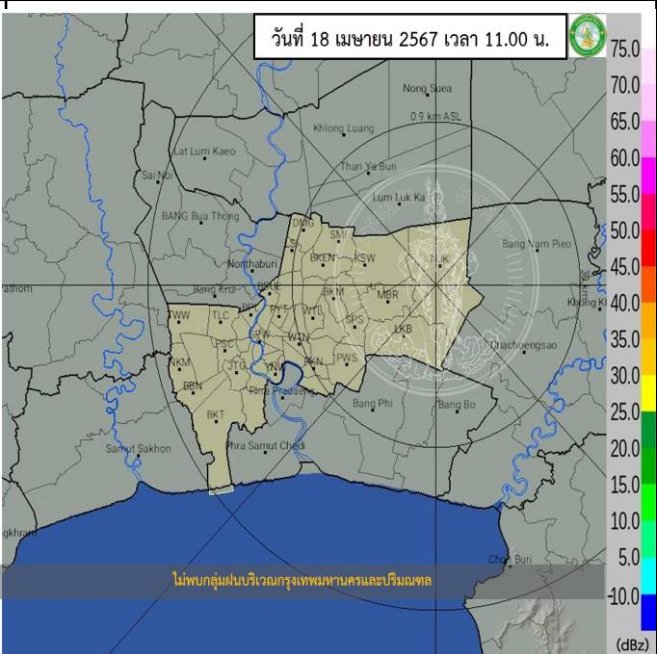 วันที่ 18 เมษายน 2567 เวลา 11.00 น.
75.0
70.0
65.0
60.0
55.0
50.0
45.0
40.0
35.0
30.0
25.0
20.0
15.0
10.0
5.0
-10.0
(dBz)
Nong Suea
0.9 km ASL
Khlong Luang
Lat Lum Kaeo
Than Ya Buri
Sai Noi
Lum Luk Ka
BANG Bua Thong
DMG
SMI
Bang Nam Pieo
Nonthaburi
BKEN
KSW
NJK
Bang Krui
BKM
MBR
TWW
TLC
LKB
SPS
WTN
PSC
PWS
Chachoengsao
NKM
BBN
Phra Pradaeng
BKT
Bang Phi
Bang Bo
Samut Sakhon
Phra Samut Chedi
Chon Buri
ไม่พบกลุ่มฝนบริเวณกรุงเทพมหานครและปริมณฑล